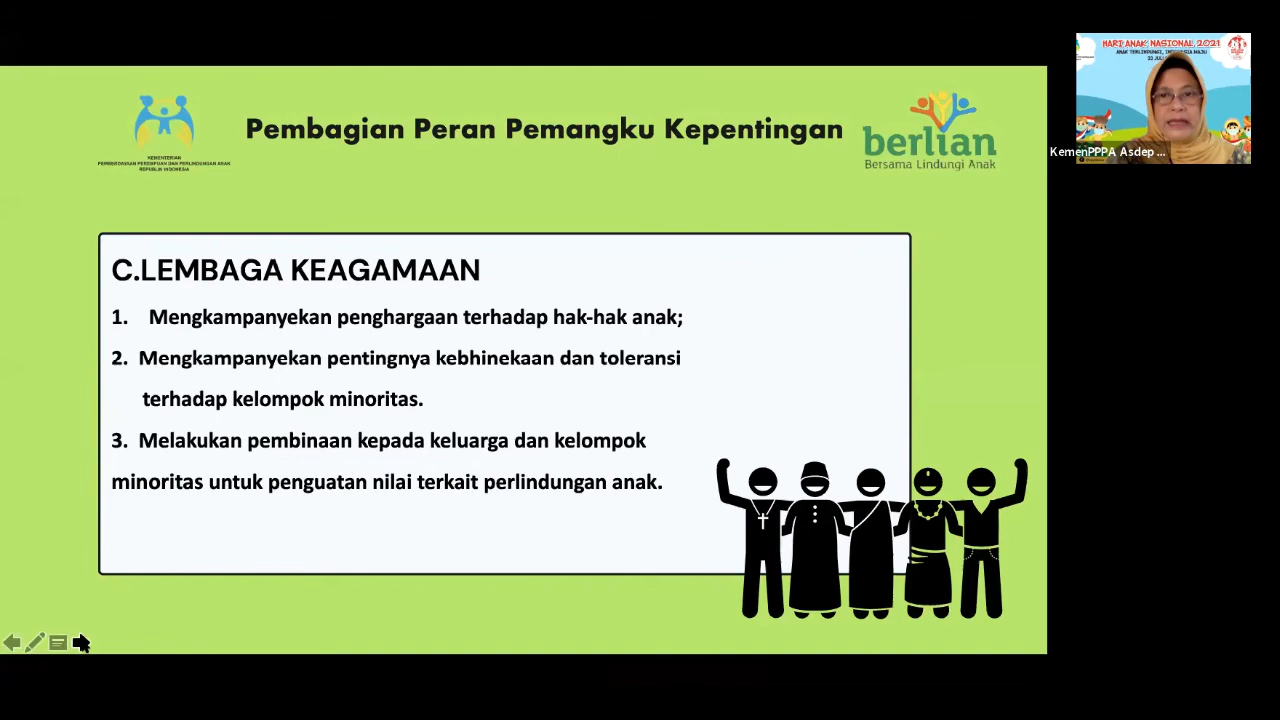 HARI ANAK NASIONAL 2021
ANAK TERLINDUNGI, INDONESIA MAJU
Pembagian Peran Pemangku Kepentingan
berlian
Bersama Lindungi Anak
KEMENTERIAN
PEMBERDAYAAN PEREMPUAN DAN PERLINDUNGAN ANAK
REPUBLIK INDONESIA
KemenPPPA Asdep ...
C.LEMBAGA KEAGAMAAN
1. Mengkampanyekan penghargaan terhadap hak-hak anak;
2. Mengkampanyekan pentingnya kebhinekaan dan toleransi
terhadap kelompok minoritas.
3. Melakukan pembinaan kepada keluarga dan kelompok
minoritas untuk penguatan nilai terkait perlindungan anak.